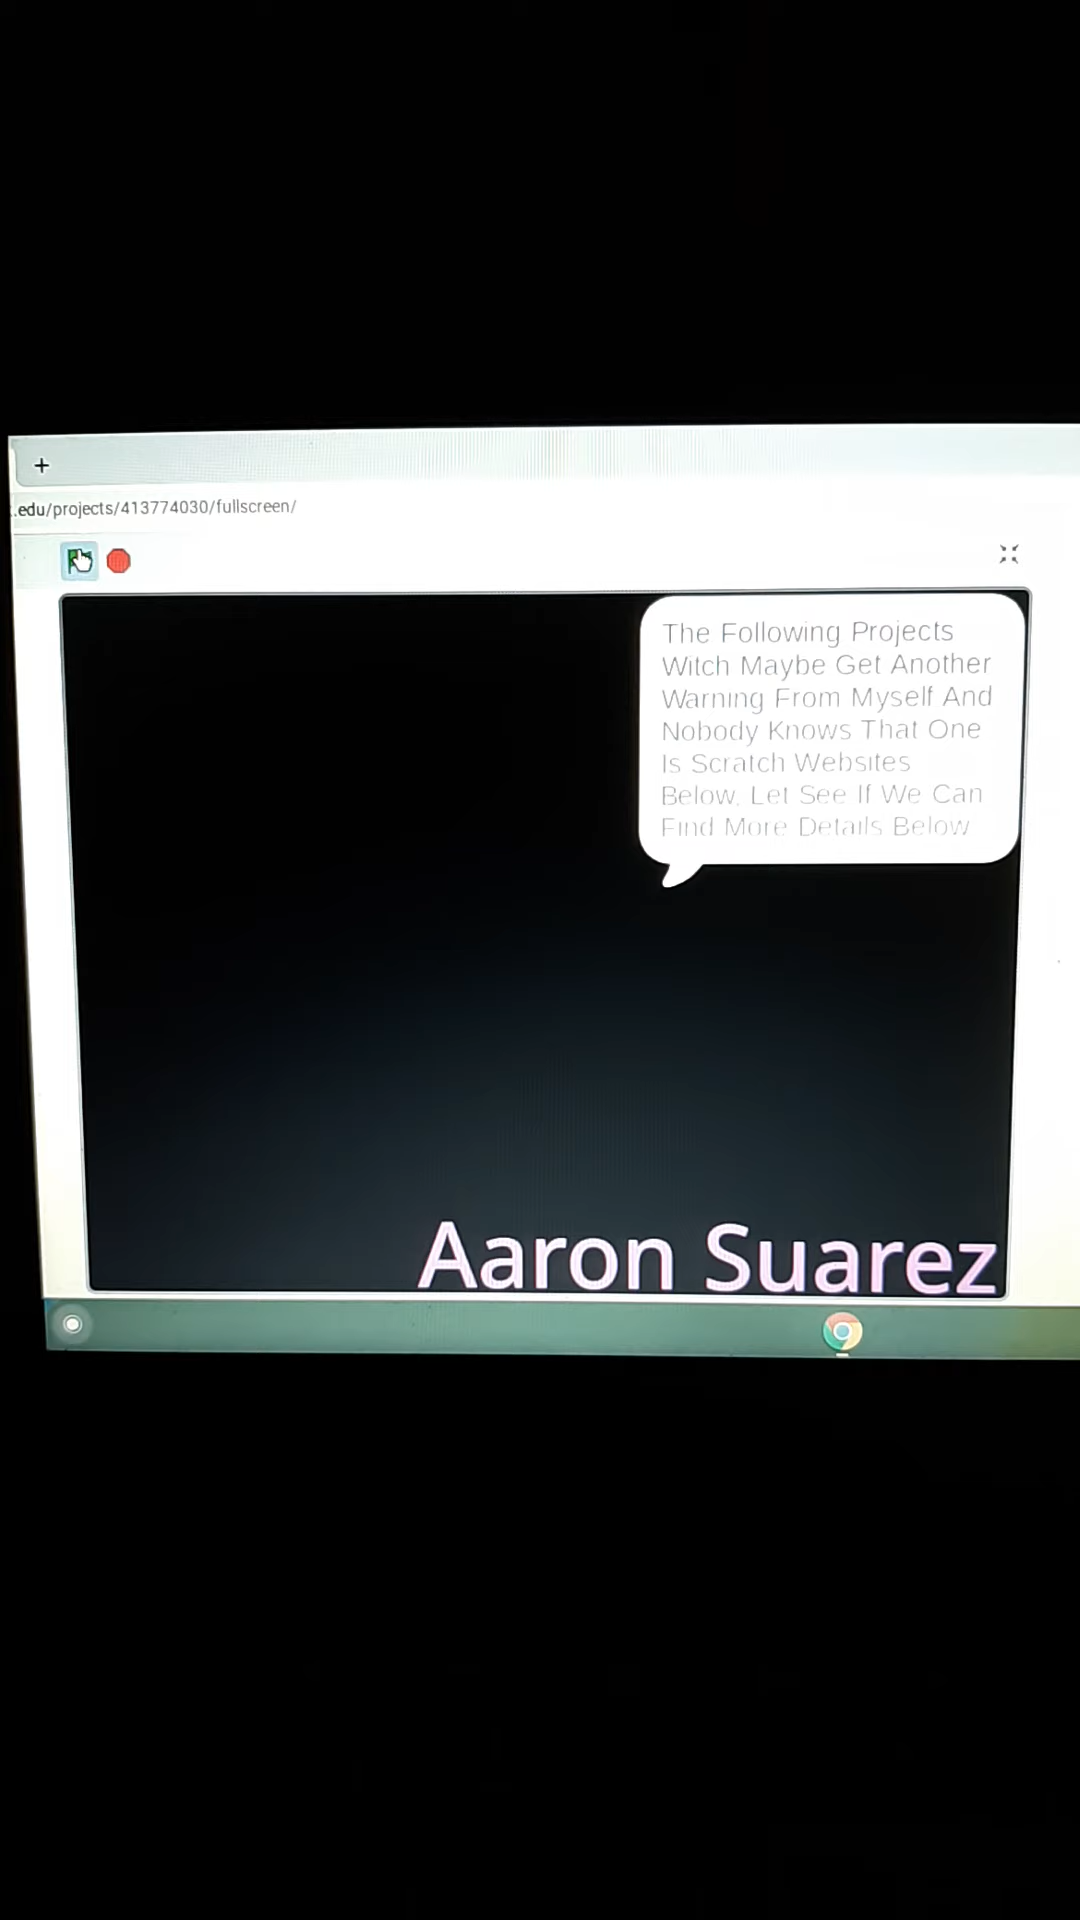 +
.edu/projects/413774030/fullscreen/
The Following Projects
Witch Maybe Get Another
Warning From Myself And
Nobody Knows That One
Is Scratch Websites
Below. Let See If We Can
Find More Details Below
Aaron Suarez